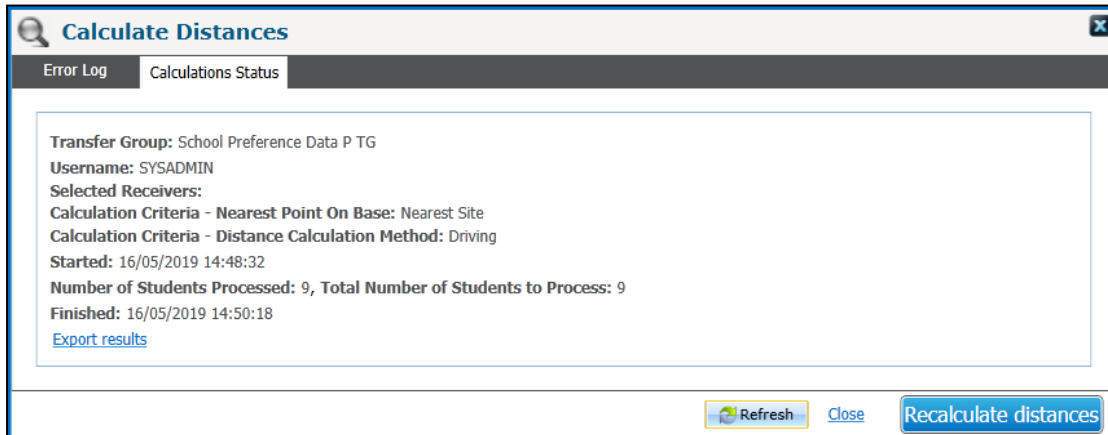 Calculate Distances
Error Log Calculations Status
Transfer Group: School Preference Data P TG
Username: SYSADMIN
Selected Receivers:
Calculation Criteria - Nearest Point On Base: Nearest Site
Calculation Criteria - Distance Calculation Method: Driving
Started: 16/05/2019 14:48:32
Number of Students Processed: 9, Total Number of Students to Process: 9
Finished: 16/05/2019 14:50:18
Export results
Refresh Close Recalculate distances